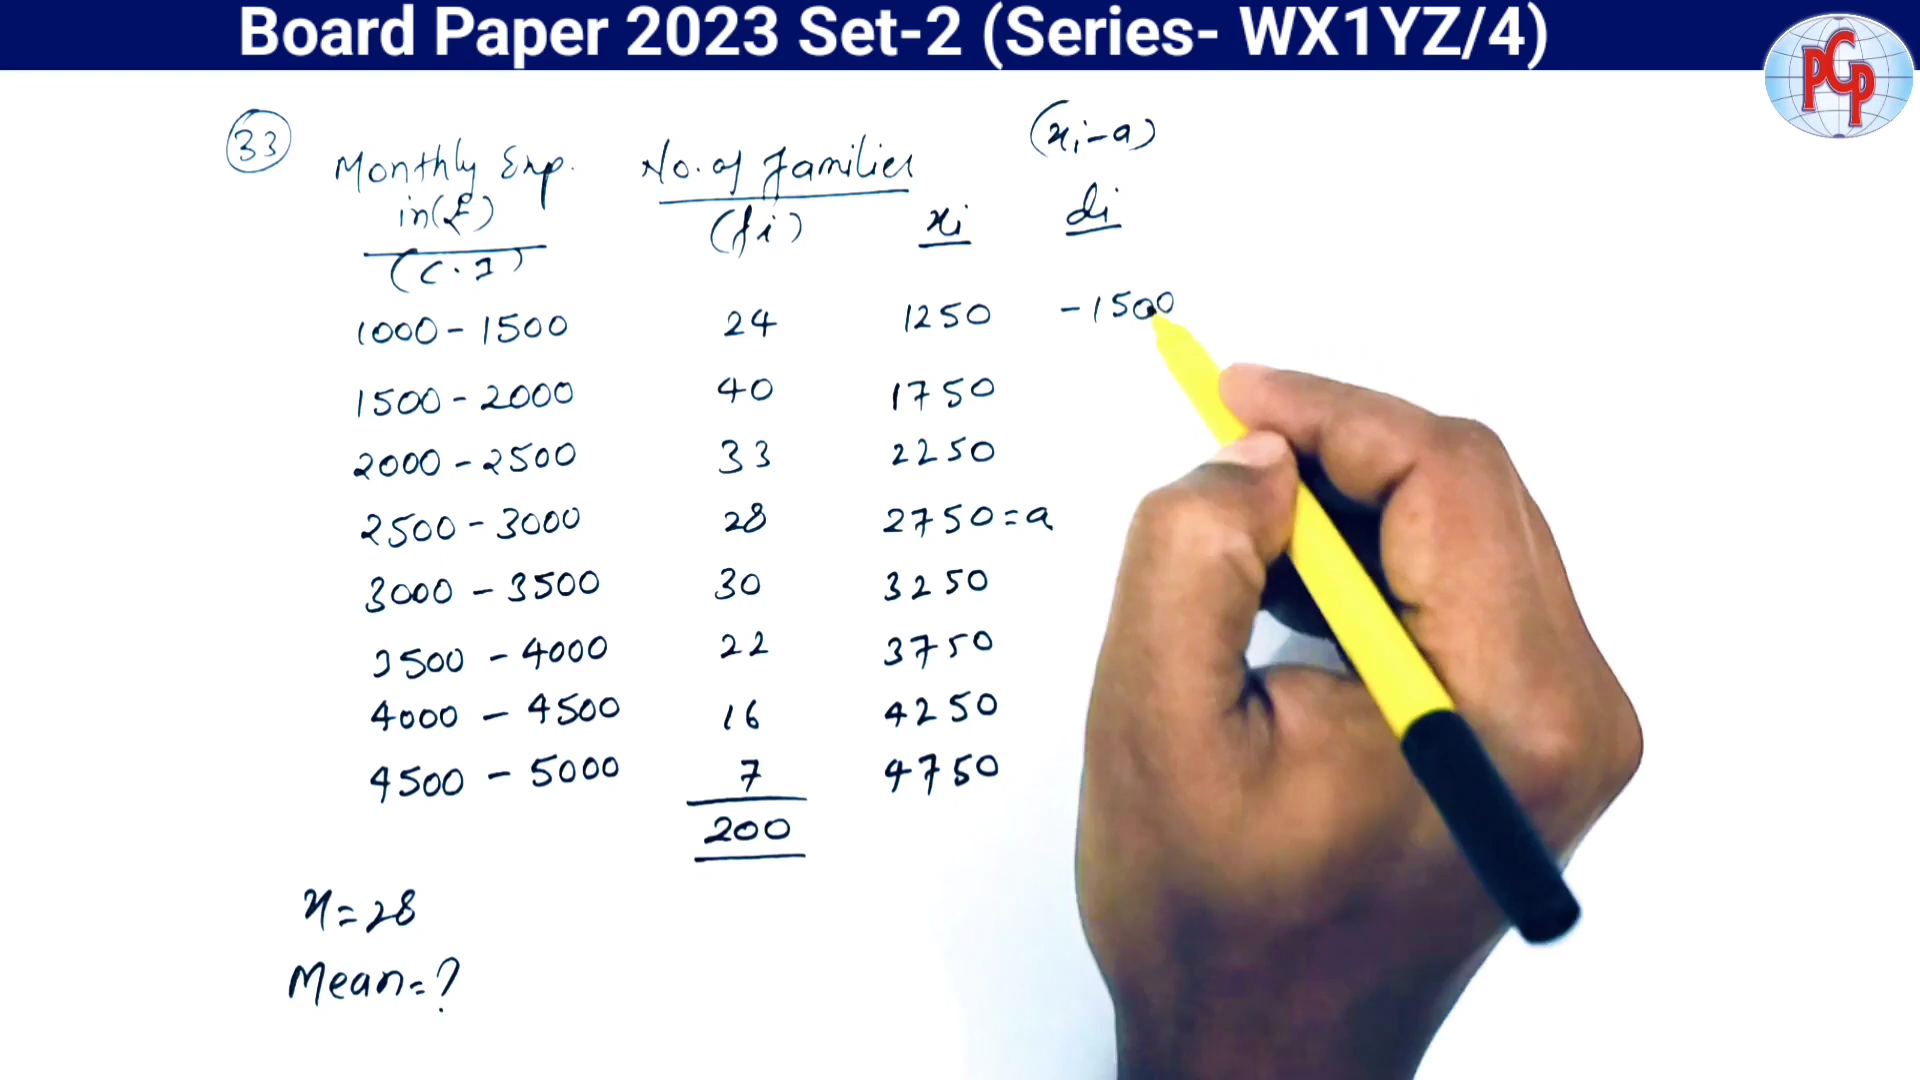 Board Paper 2023 Set-2 (Series- WX1YZ/4)
PGP
33
Monthly Exp. in(₹) (C.I)
No. of families (fi)
xi
(xi-a) di
1000-1500 24 1250 -1500
1500-2000 40 1750
2000-2500 33 2250
2500-3000 28 2750=a
3000-3500 30 3250
3500-4000 22 3750
4000-4500 16 4250
4500-5000 7 4750
200
x=28
Mean=?